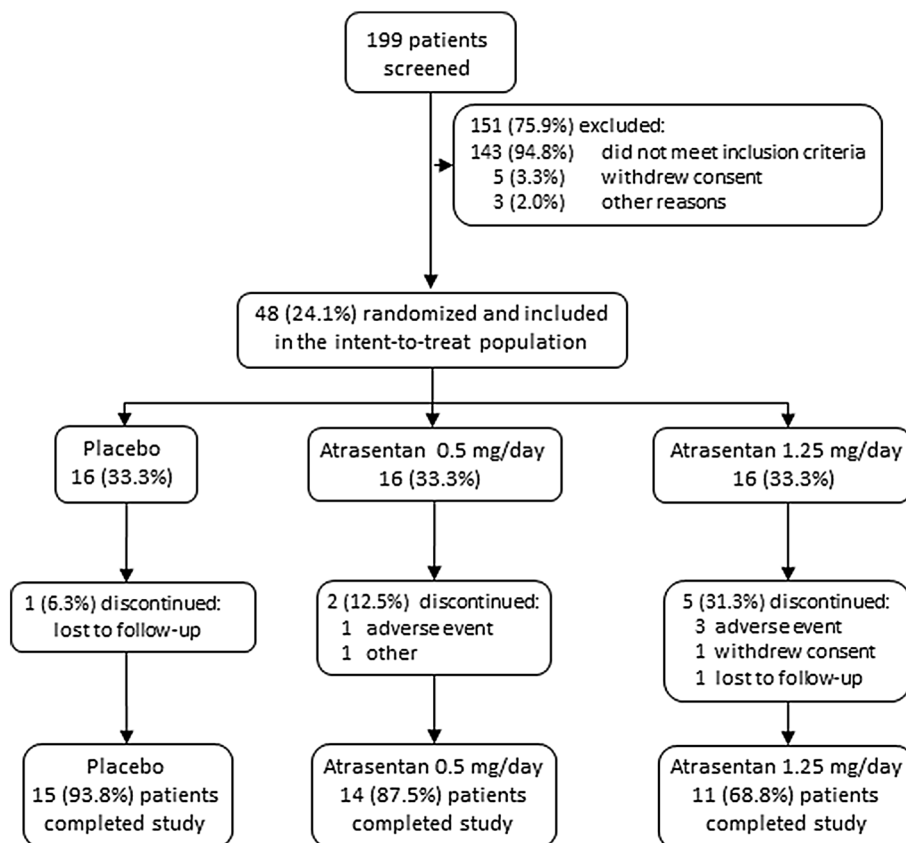 199 patients
screened
151 (75.9%) excluded:
143 (94.8%) did not meet inclusion criteria
5 (3.3%) withdrew consent
3 (2.0%) other reasons
48 (24.1%) randomized and included
in the intent-to-treat population
Placebo
16 (33.3%)
Atrasentan 0.5 mg/day
16 (33.3%)
Atrasentan 1.25 mg/day
16 (33.3%)
1 (6.3%) discontinued:
lost to follow-up
2 (12.5%) discontinued:
1 adverse event
1 other
5 (31.3%) discontinued:
3 adverse event
1 withdrew consent
1 lost to follow-up
Placebo
15 (93.8%) patients
completed study
Atrasentan 0.5 mg/day
14 (87.5%) patients
completed study
Atrasentan 1.25 mg/day
11 (68.8%) patients
completed study